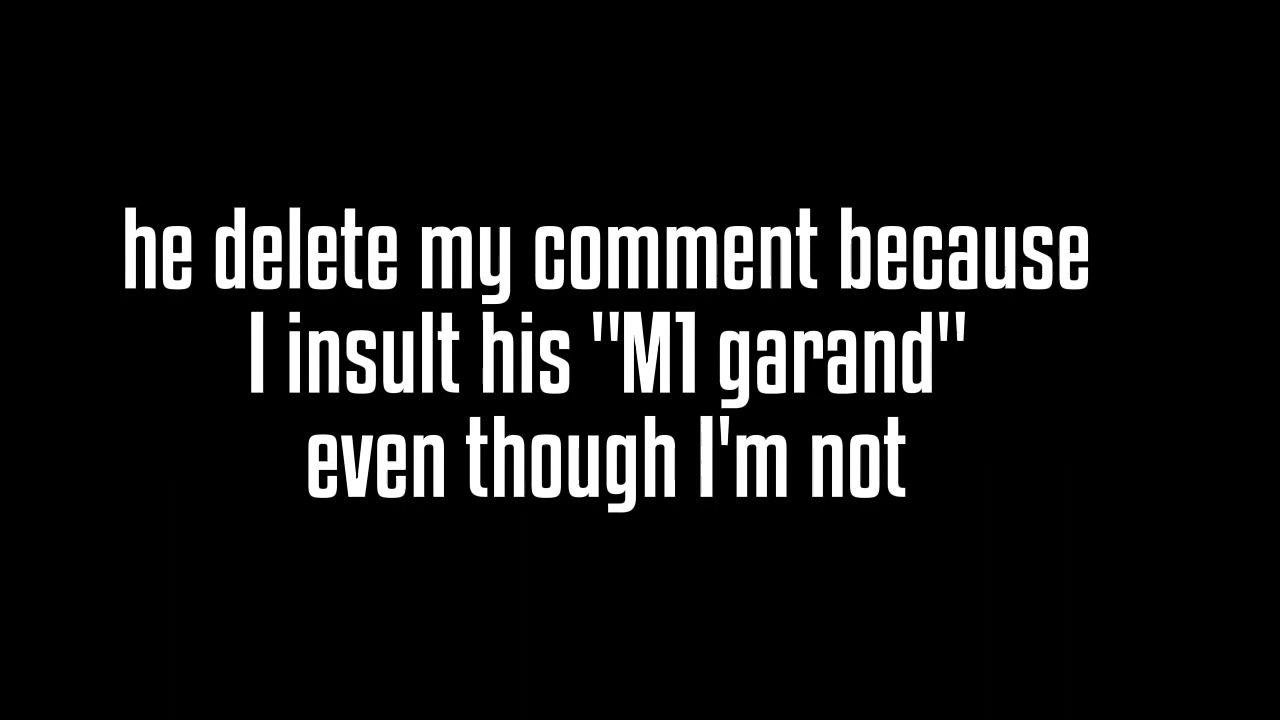 he delete my comment because
I insult his "M1 garand"
even though I'm not